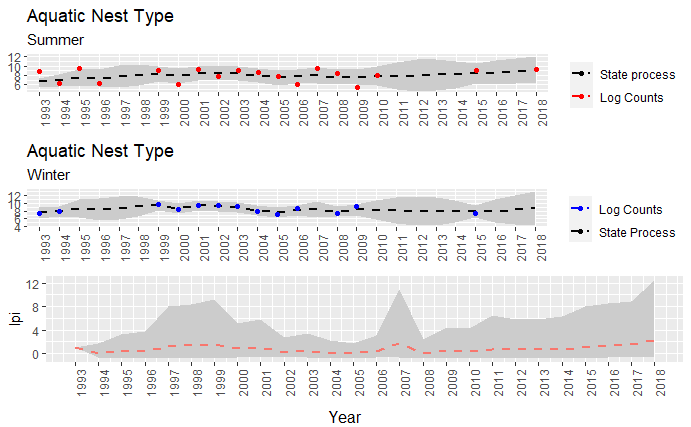 Aquatic Nest Type
Summer
12
10
8
6
1993 1994 1995 1996 1997 1998 1999 2000 2001 2002 2003 2004 2005 2006 2007 2008 2009 2010 2011 2012 2013 2014 2015 2016 2017 2018
State process
Log Counts
Aquatic Nest Type
Winter
12
10
8
6
4
1993 1994 1995 1996 1997 1998 1999 2000 2001 2002 2003 2004 2005 2006 2007 2008 2009 2010 2011 2012 2013 2014 2015 2016 2017 2018
Log Counts
State Process
Ipi
12
8
4
0
1993 1994 1995 1996 1997 1998 1999 2000 2001 2002 2003 2004 2005 2006 2007 2008 2009 2010 2011 2012 2013 2014 2015 2016 2017 2018
Year